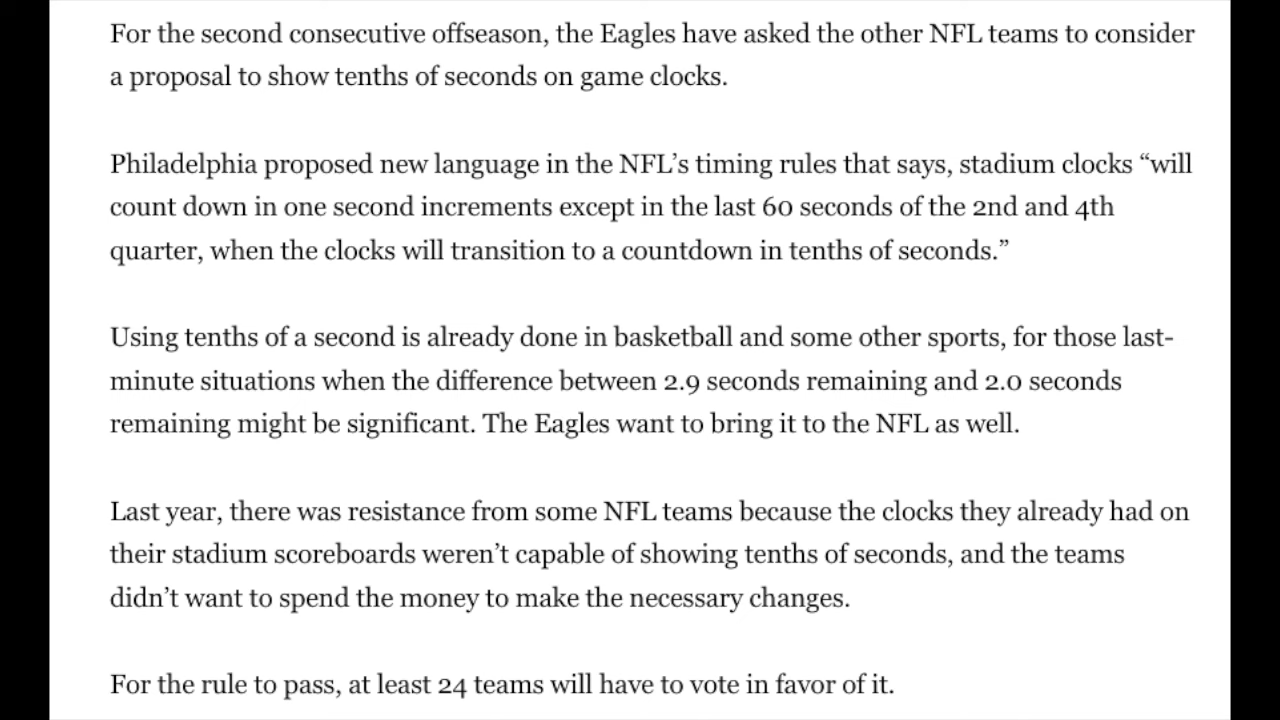 For the second consecutive offseason, the Eagles have asked the other NFL teams to consider
a proposal to show tenths of seconds on game clocks.
Philadelphia proposed new language in the NFL’s timing rules that says, stadium clocks “will
count down in one second increments except in the last 60 seconds of the 2nd and 4th
quarter, when the clocks will transition to a countdown in tenths of seconds.”
Using tenths of a second is already done in basketball and some other sports, for those last-
minute situations when the difference between 2.9 seconds remaining and 2.0 seconds
remaining might be significant. The Eagles want to bring it to the NFL as well.
Last year, there was resistance from some NFL teams because the clocks they already had on
their stadium scoreboards weren’t capable of showing tenths of seconds, and the teams
didn’t want to spend the money to make the necessary changes.
For the rule to pass, at least 24 teams will have to vote in favor of it.